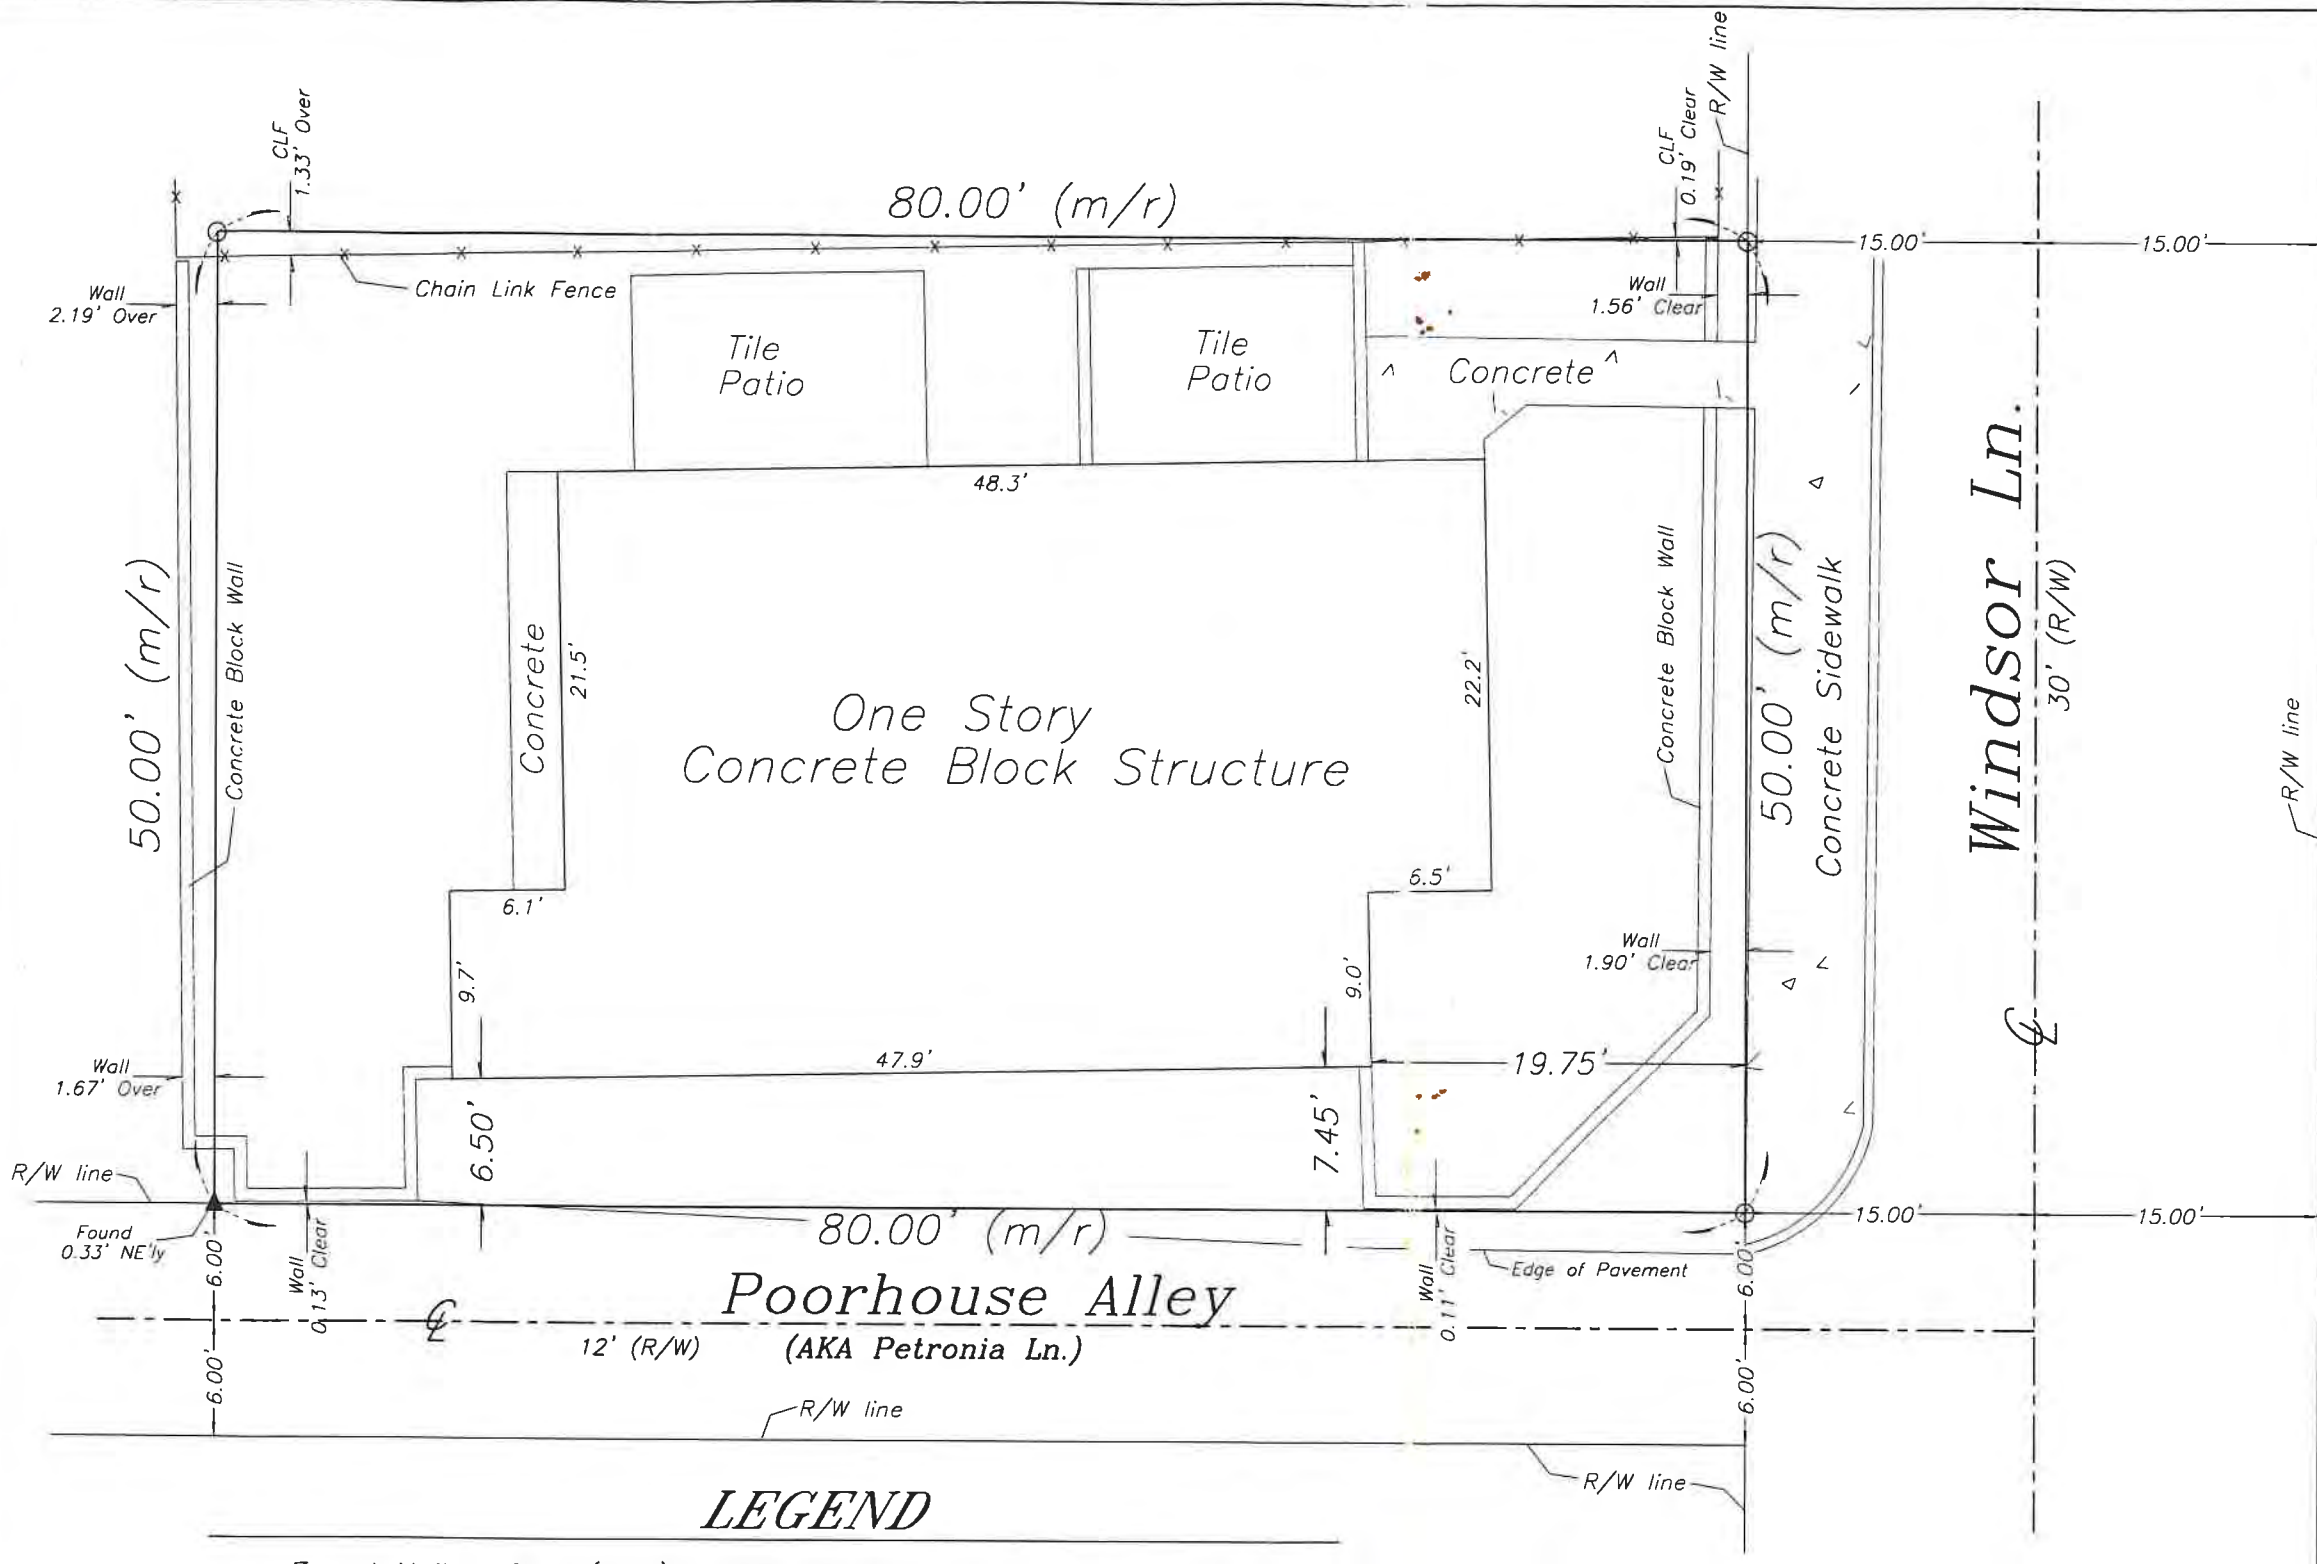 R/W line
CLF
1.33' Over
CLF
0.19' Clear
80.00' (m/r)
15.00'
15.00'
Wall
2.19' Over
Chain Link Fence
Wall
1.56' Clear
Tile
Patio
Tile
Patio
Concrete
48.3'
50.00' (m/r)
Concrete Block Wall
Concrete
21.5'
One Story
Concrete Block Structure
22.2'
Concrete Block Wall
50.00' (m/r)
Concrete Sidewalk
Windsor Ln.
30' (R/W)
R/W line
6.1'
6.5'
9.7'
9.0'
Wall
1.90' Clear
47.9'
19.75'
Wall
1.67' Over
6.50'
7.45'
R/W line
Found
0.33' NE'ly
80.00' (m/r)
15.00'
15.00'
6.00'
Wall
0.13' Clear
Wall
0.11' Clear
Edge of Pavement
6.00'
Poorhouse Alley
12' (R/W)
(AKA Petronia Ln.)
6.00'
6.00'
R/W line
R/W line
LEGEND